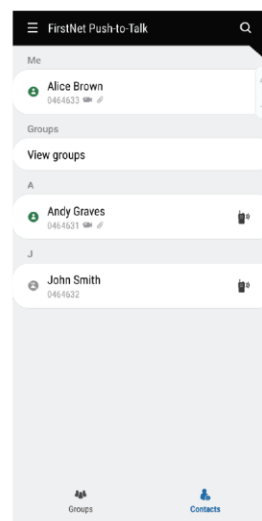 FirstNet Push-to-Talk
Me
Alice Brown
0464633
Groups
View groups
A
Andy Graves
0464631
J
John Smith
0464632
Groups
Contacts